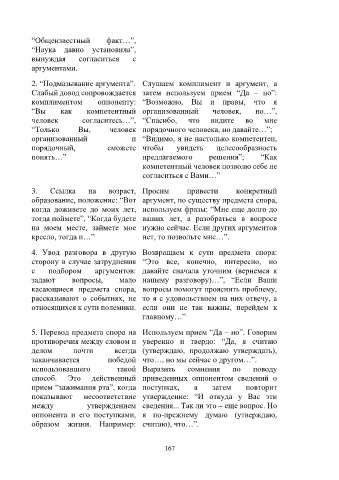 “Общеизвестный факт…”,
“Наука давно установила”,
вынуждая согласиться с
аргументами.
2. “Подмазывание аргумента”.
Слабый довод сопровождается
комплиментом оппоненту:
“Вы как компетентный
человек согласитесь…”,
“Только Вы, человек
организованный и
порядочный, сможете
понять…”
Слушаем комплимент и аргумент, а
затем используем прием “Да – но”:
“Возможно, Вы и правы, что я
организованный человек, но…”,
“Спасибо, что видите во мне
порядочного человека, но давайте…”;
“Видимо, я не настолько компетентен,
чтобы увидеть целесообразность
предлагаемого решения”; “Как
компетентный человек позволю себе не
согласиться с Вами…”
3. Ссылка на возраст,
образование, положение: “Вот
когда доживете до моих лет,
тогда поймете”, “Когда будете
на моем месте, займете мое
кресло, тогда и…”
Просим привести конкретный
аргумент, по существу предмета спора,
используем фразы: “Мне еще долго до
ваших лет, а разобраться в вопросе
нужно сейчас. Если других аргументов
нет, то позвольте мне…”.
4. Увод разговора в другую
сторону в случае затруднения
с подбором аргументов:
задают вопросы, мало
касающиеся предмета спора,
рассказывают о событиях, не
относящихся к сути полемики.
Возвращаем к сути предмета спора:
“Это все, конечно, интересно, но
давайте сначала уточним (вернемся к
нашему разговору)…”, “Если Ваши
вопросы помогут прояснить проблему,
то я с удовольствием на них отвечу, а
если они не так важны, перейдем к
главному…”
5. Перевод предмета спора на
противоречия между словом и
делом почти всегда
заканчивается победой
использовавшего такой
способ. Это действенный
прием “зажимания рта”, когда
показывают несоответствие
между утверждением
оппонента и его поступками,
образом жизни. Например:
Используем прием “Да – но”. Говорим
уверенно и твердо: “Да, я считаю
(утверждаю, продолжаю утверждать),
что…, но мы сейчас о другом…”.
Выразить сомнения по поводу
приведенных оппонентом сведений о
поступках, а затем повторит
утверждение: “И откуда у Вас эти
сведения... Так ли это – еще вопрос. Но
я по-прежнему думаю (утверждаю,
считаю), что…”.
167